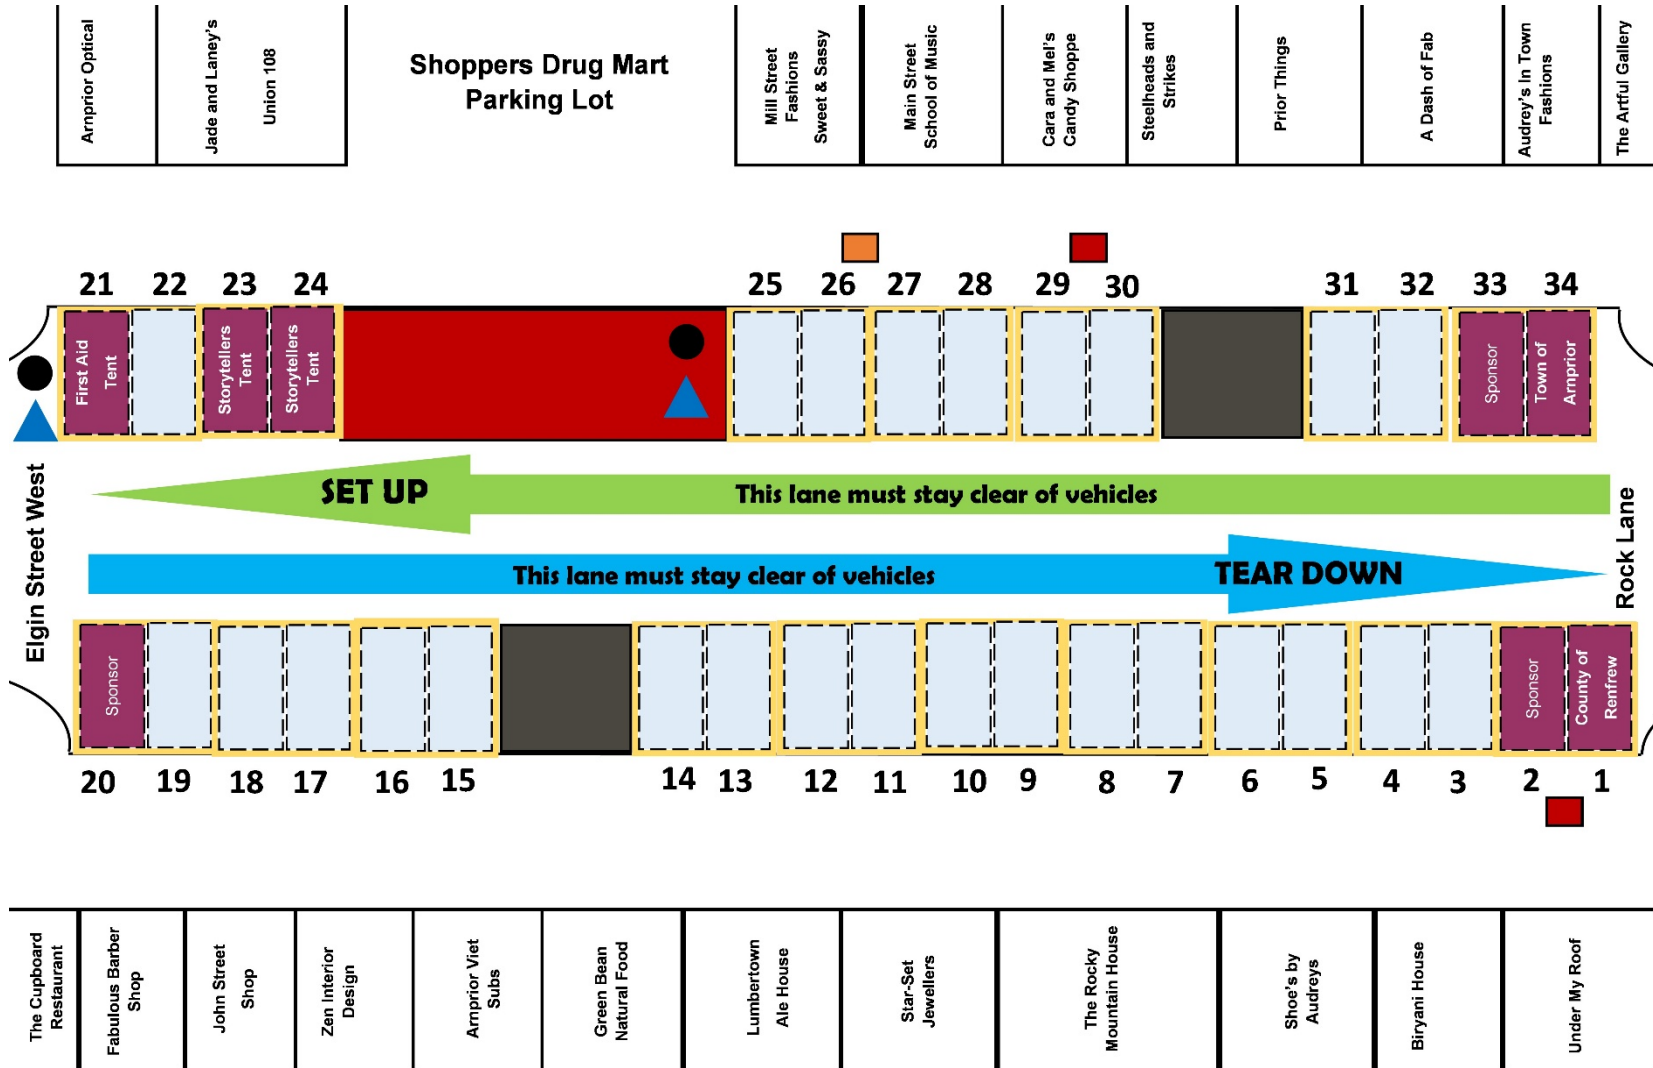 Arnprior Optical
Jade and Laney's
Union 108
Shoppers Drug Mart
Parking Lot
Mill Street
Fashions
Sweet & Sassy
Main Street
School of Music
Cara and Mel's
Candy Shoppe
Steelheads and
Strikes
Prior Things
A Dash of Fab
Audrey's In Town
Fashions
The Artful Gallery
21 22 23 24 25 26 27 28 29 30 31 32 33 34
First Aid
Tent
Storytellers
Tent
Storytellers
Tent
Sponsor
Town of
Arnprior
Elgin Street West
SET UP
This lane must stay clear of vehicles
This lane must stay clear of vehicles
TEAR DOWN
Rock Lane
Sponsor
Sponsor
County of
Renfrew
20 19 18 17 16 15 14 13 12 11 10 9 8 7 6 5 4 3 2 1
The Cupboard
Restaurant
Fabulous Barber
Shop
John Street
Shop
Zen Interior
Design
Arnprior Viet
Subs
Green Bean
Natural Food
Lumbertown
Ale House
Star-Set
Jewellers
The Rocky
Mountain House
Shoe's by
Audreys
Biryani House
Under My Roof